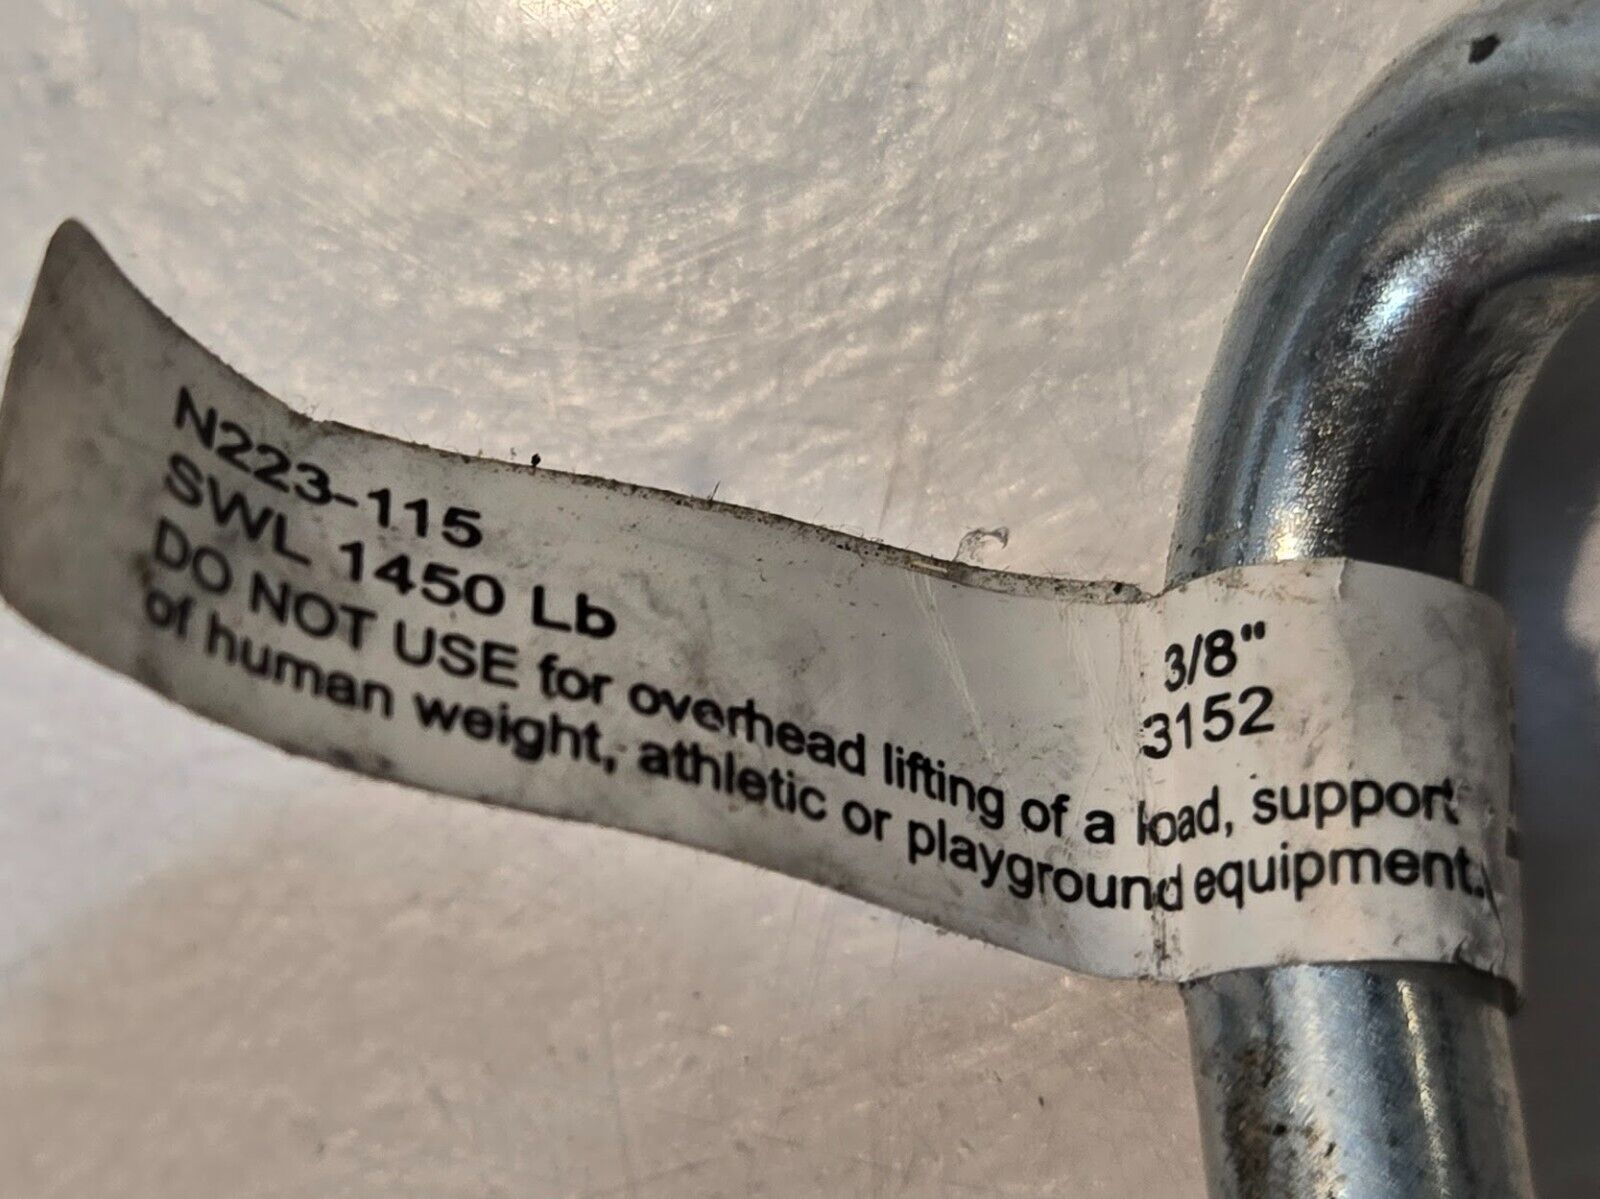 N223-115
SWL 1450 Lb
3/8"
3152
DO NOT USE for overhead lifting of a load, support
of human weight, athletic or playground equipment.